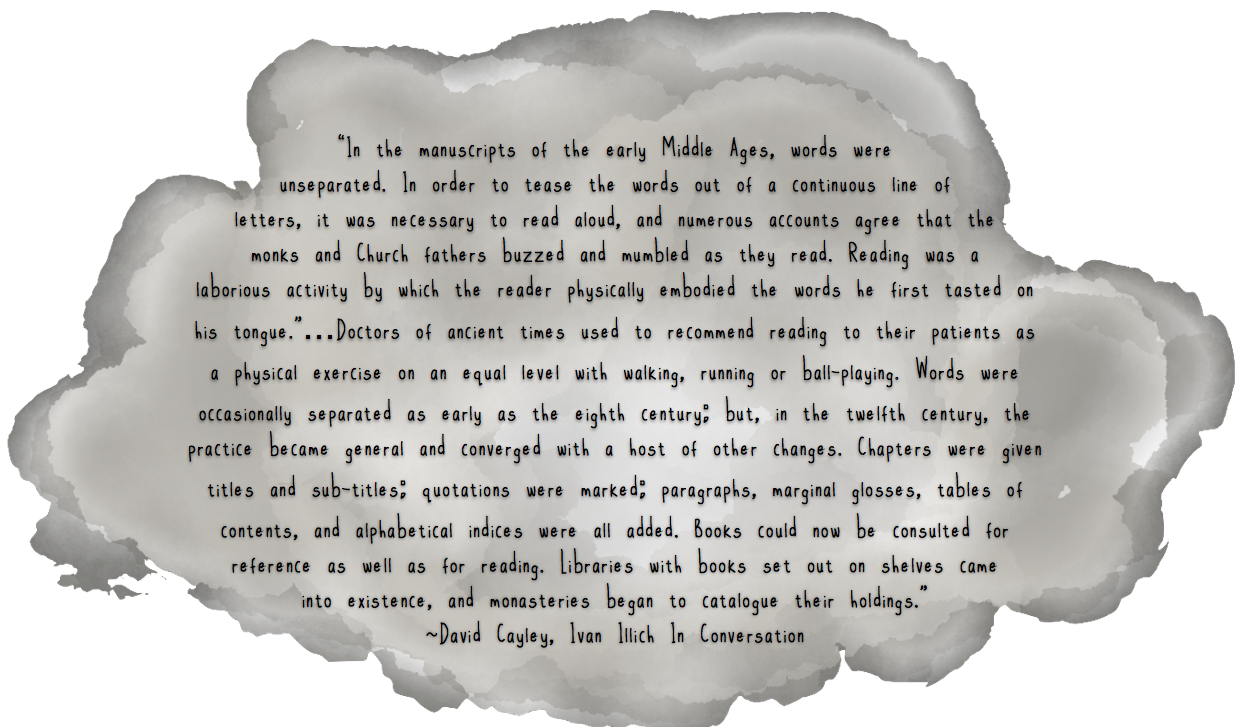 “In the manuscripts of the early Middle Ages, words were
unseparated. In order to tease the words out of a continuous line of
letters, it was necessary to read aloud, and numerous accounts agree that the
monks and Church fathers buzzed and mumbled as they read. Reading was a
laborious activity by which the reader physically embodied the words he first tasted on
his tongue.”...Doctors of ancient times used to recommend reading to their patients as
a physical exercise on an equal level with walking, running or ball-playing. Words were
occasionally separated as early as the eighth century; but, in the twelfth century, the
practice became general and converged with a host of other changes. Chapters were given
titles and sub-titles; quotations were marked; paragraphs, marginal glosses, tables of
contents, and alphabetical indices were all added. Books could now be consulted for
reference as well as for reading. Libraries with books set out on shelves came
into existence, and monasteries began to catalogue their holdings.”
~David Cayley, Ivan Illich In Conversation